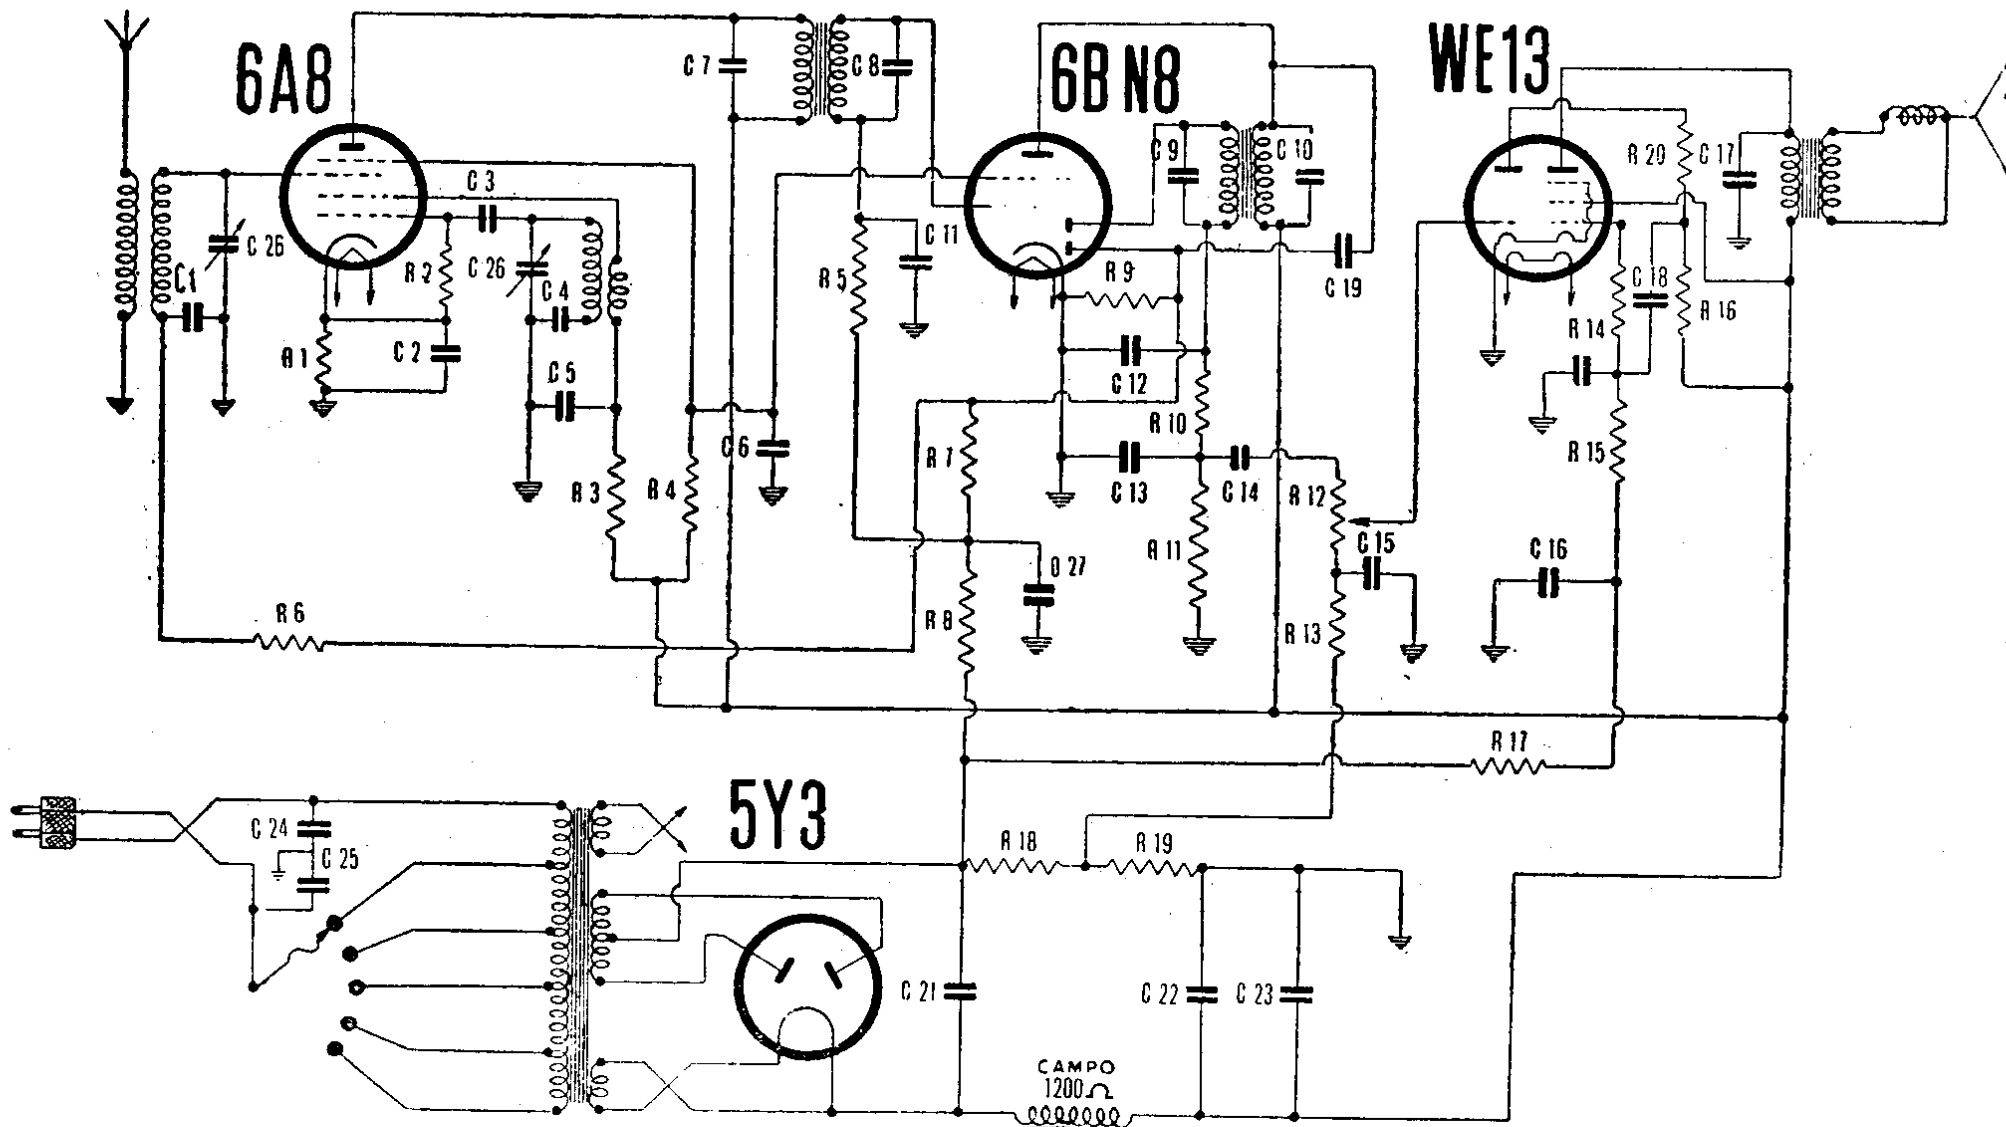 6A8
6B N8
WE13
C 7
C 8
C 9
C 10
R 20
C 17
C 3
C 26
C 1
R 2
C 26
C 4
C 11
R 5
R 9
C 19
C 18
R 16
R 14
R 1
C 2
C 5
C 12
R 10
C 6
R 7
R 15
R 3
R 4
C 13
C 14
R 12
R 11
C 15
C 16
C 27
R 8
R 13
R 6
R 17
5Y3
C 24
C 25
R 18
R 19
C 21
C 22
C 23
CAMPO
1200 Ω